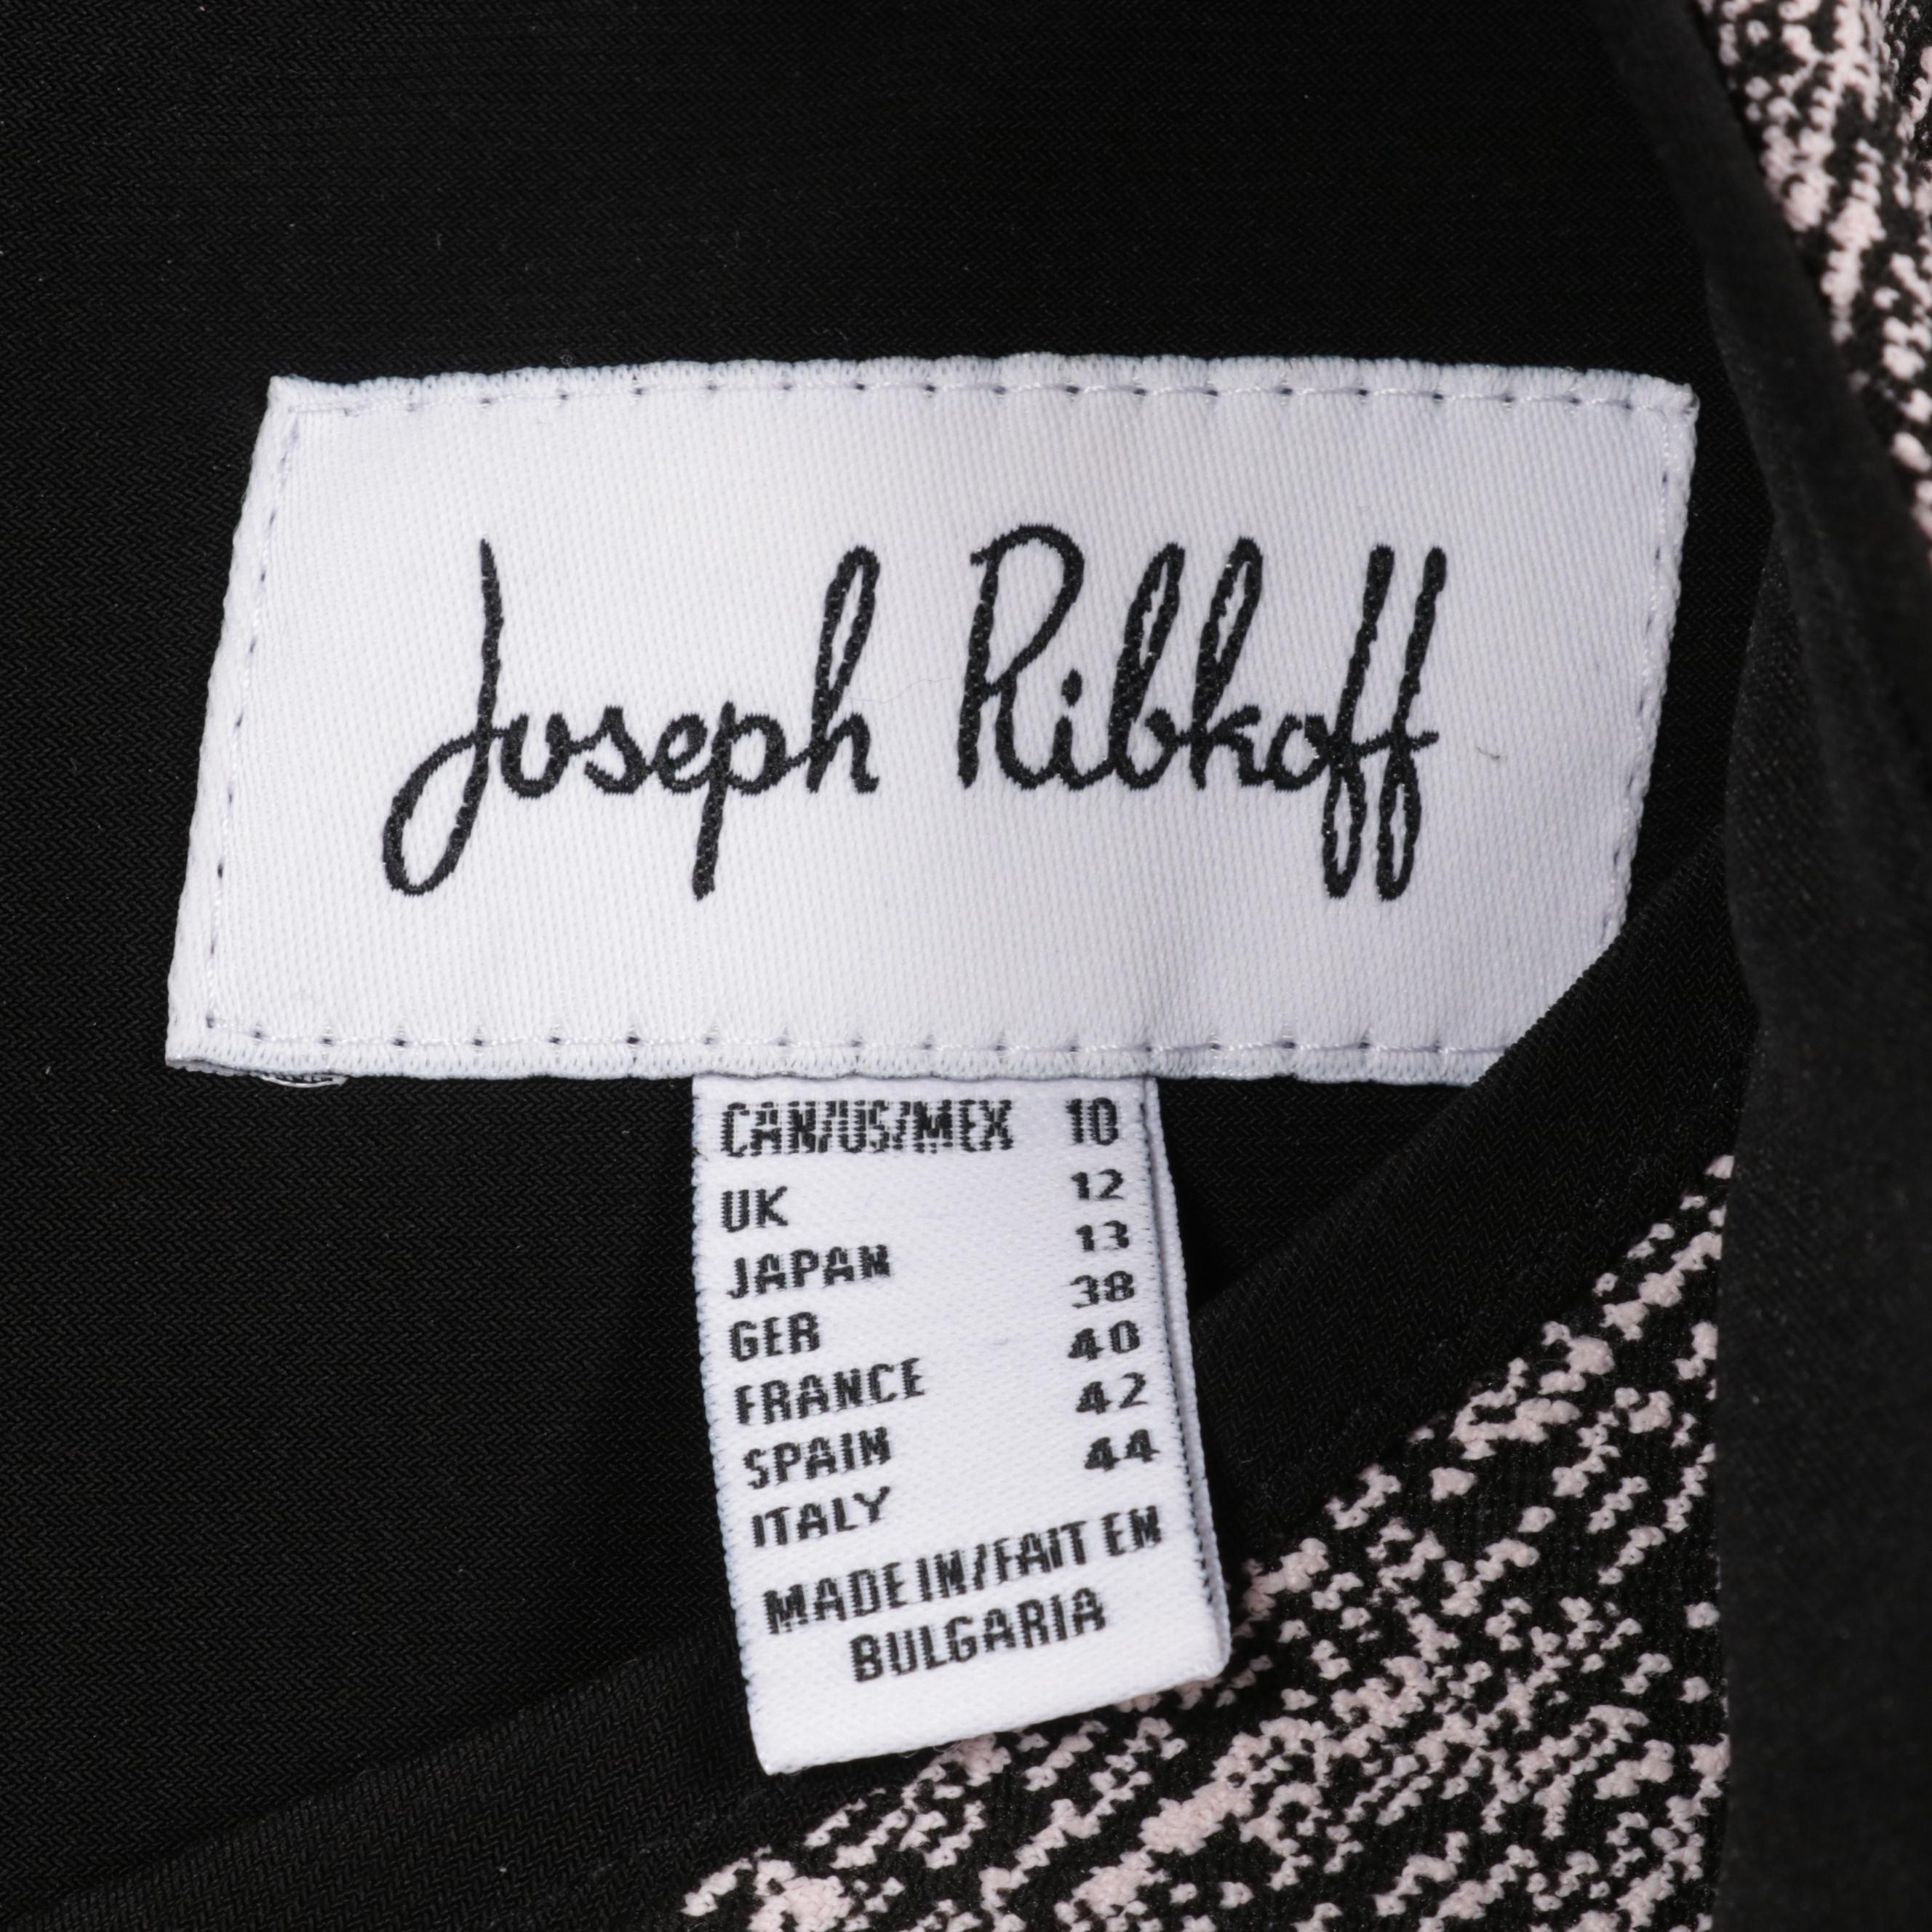 Joseph Ribkoff
CAN/US/MEX 10
UK 12
JAPAN 13
GER 38
FRANCE 40
SPAIN 42
ITALY 44
MADE IN/FAIT EN
BULGARIA